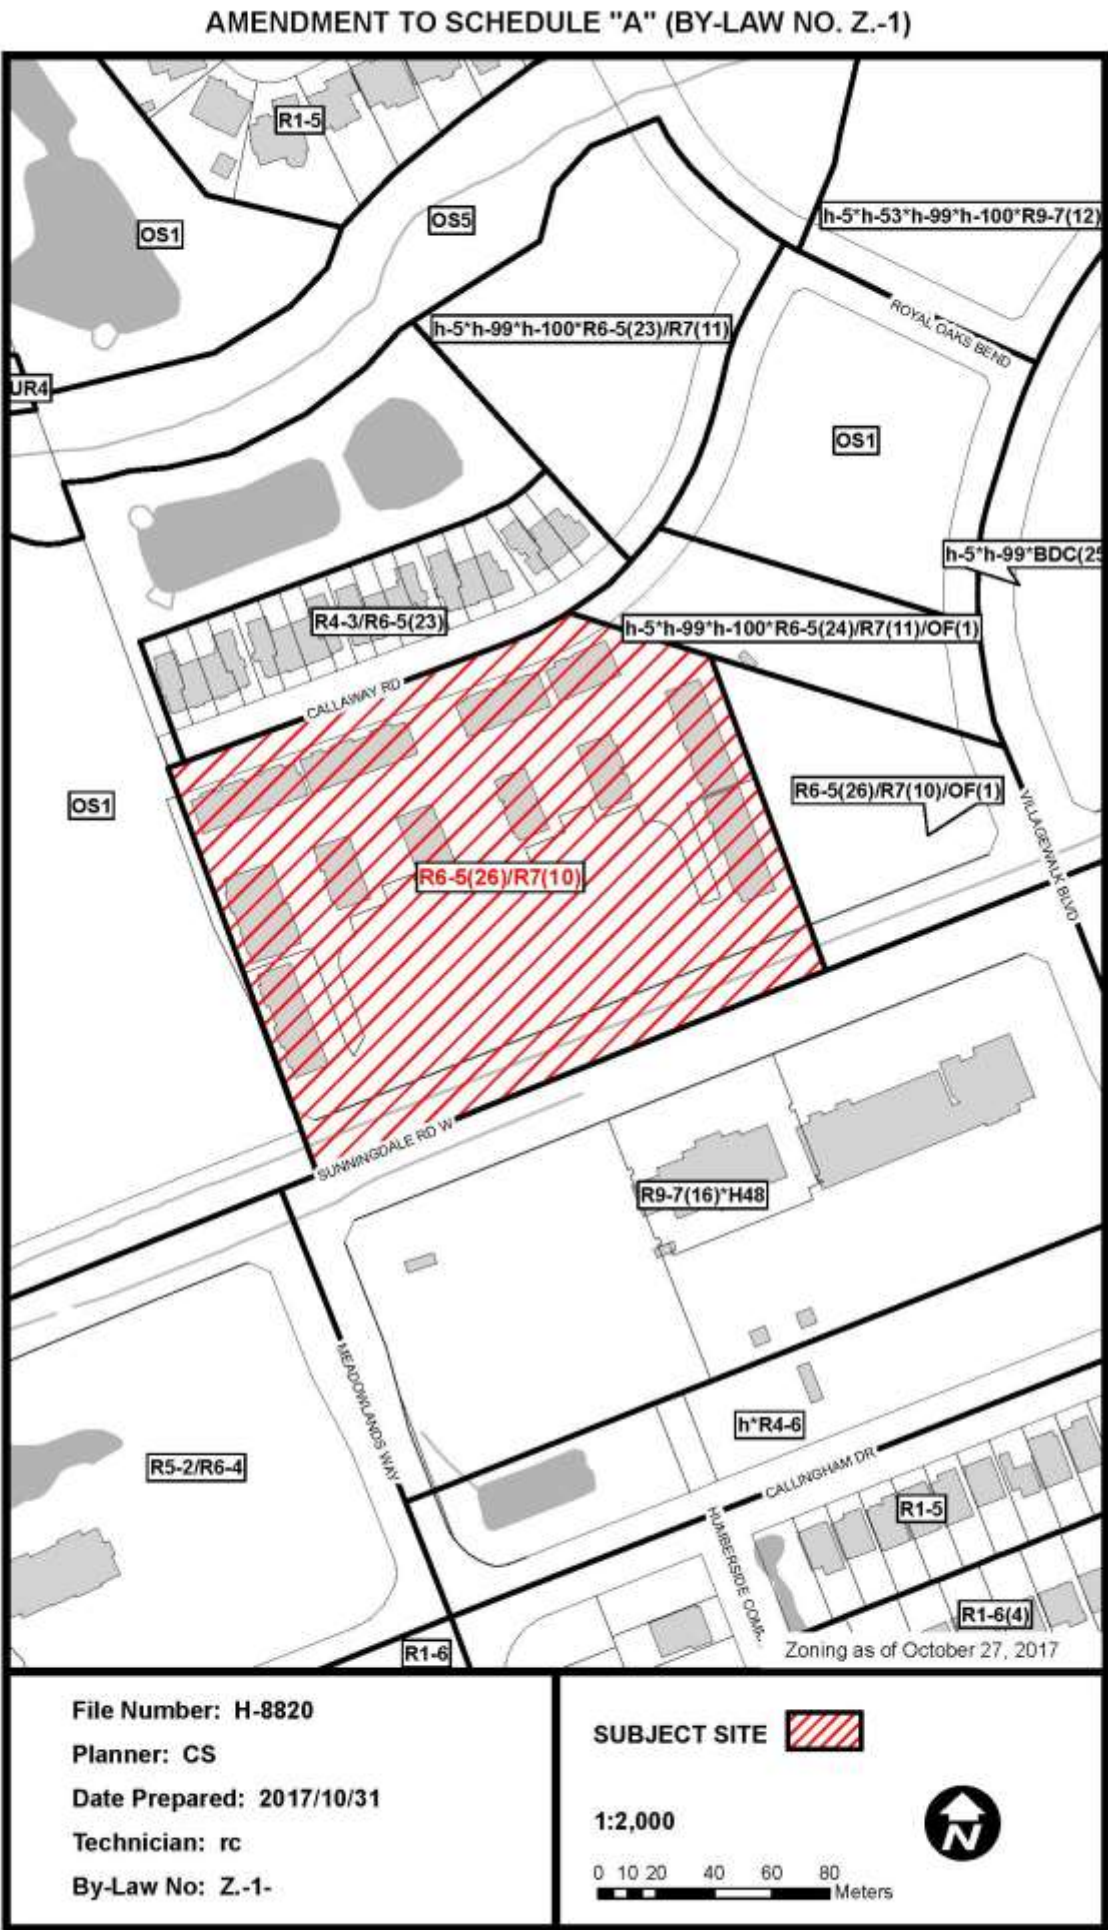 AMENDMENT TO SCHEDULE "A" (BY-LAW NO. Z.-1)
R1-5
OS1
OS5
h-5*h-53*h-99*h-100*R9-7(12)
ROYAL OAKS BEND
h-5*h-99*h-100*R6-5(23)/R7(11)
UR4
OS1
h-5*h-99*BDC(25
R4-3/R6-5(23)
h-5*h-99*h-100*R6-5(24)/R7(11)/OF(1)
CALLAWAY RD
OS1
R6-5(26)/R7(10)/OF(1)
VILLAGEWALK BLVD
R6-5(26)/R7(10)
SUNNINGDALE RD W
R9-7(16)*H48
MEADOWLANDS WAY
h*R4-6
R5-2/R6-4
CALLINGHAM DR
R1-5
HUMBERSIDE
R1-6(4)
R1-6
Zoning as of October 27, 2017
File Number: H-8820
Planner: CS
Date Prepared: 2017/10/31
Technician: rc
By-Law No: Z.-1-
SUBJECT SITE
1:2,000
N
0 10 20 40 60 80
Meters